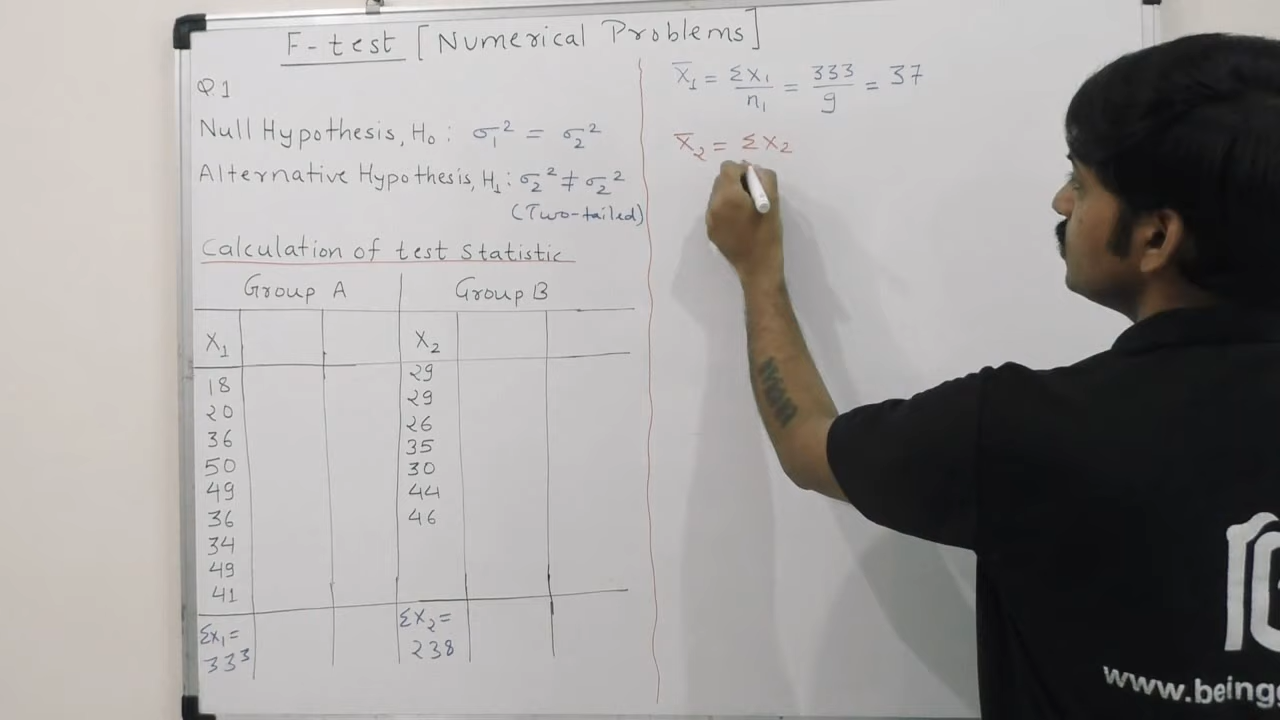 F-test [Numerical Problems]
Q1
Null Hypothesis, H₀ : σ₁² = σ₂²
Alternative Hypothesis, H₁ : σ₂² ≠ σ₂²
(Two-tailed)
Calculation of test Statistic
Group A Group B
X₁ X₂
18 29
20 29
36 26
50 35
49 30
36 44
34 46
49
41
Σx₁ = ΣX₂ =
333 238
X̄₁ = ΣX₁/n₁ = 333/9 = 37
X̄₂ = ΣX₂
www.being